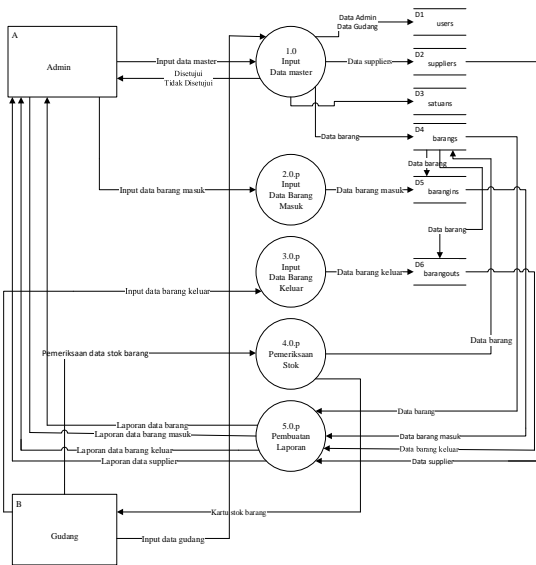 A
Admin
Input data master
Disetujui
Tidak Disetujui
1.0
Input
Data master
Data Admin
Data Gudang
D1
users
Data suppliers
D2
suppliers
D3
satuans
Data barang
D4
barangs
Data barang
Input data barang masuk
2.0.p
Input
Data Barang
Masuk
Data barang masuk
D5
barangins
Data barang
Input data barang keluar
3.0.p
Input
Data Barang
Keluar
Data barang keluar
D6
barangouts
Pemeriksaan data stok barang
4.0.p
Pemeriksaan
Stok
Data barang
Laporan data barang
Laporan data barang masuk
Laporan data barang keluar
Laporan data supplier
5.0.p
Pembuatan
Laporan
Data barang
Data barang masuk
Data barang keluar
Data supplier
B
Gudang
Kartu stok barang
Input data gudang